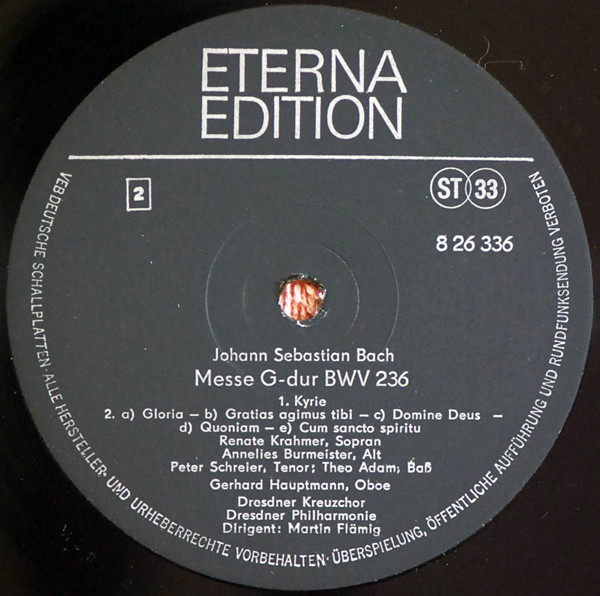 ETERNA
EDITION
2
ST 33
8 26 336
Johann Sebastian Bach
Messe G-dur BWV 236
1. Kyrie
2. a) Gloria – b) Gratias agimus tibi – c) Domine Deus –
d) Quoniam – e) Cum sancto spiritu
Renate Krahmer, Sopran
Annelies Burmeister, Alt
Peter Schreier, Tenor; Theo Adam; Baß
Gerhard Hauptmann, Oboe
Dresdner Kreuzchor
Dresdner Philharmonie
Dirigent: Martin Flämig
VEB DEUTSCHE SCHALLPLATTEN · ALLE HERSTELLER- UND URHEBERRECHTE VORBEHALTEN · ÜBERSPIELUNG, ÖFFENTLICHE AUFFÜHRUNG UND RUNDFUNKSENDUNG VERBOTEN